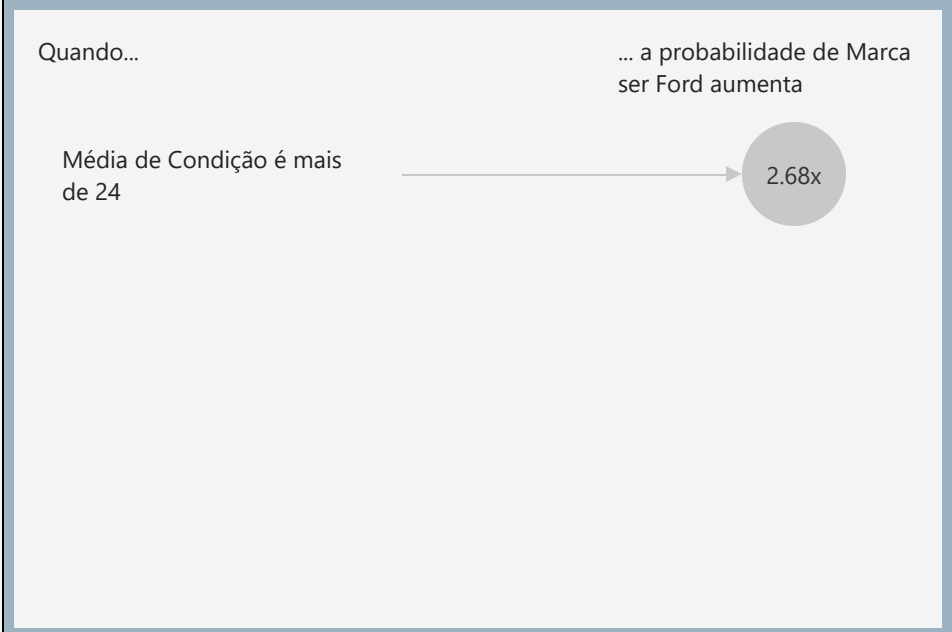 Quando...
... a probabilidade de Marca
ser Ford aumenta
Média de Condição é mais
de 24
2.68x